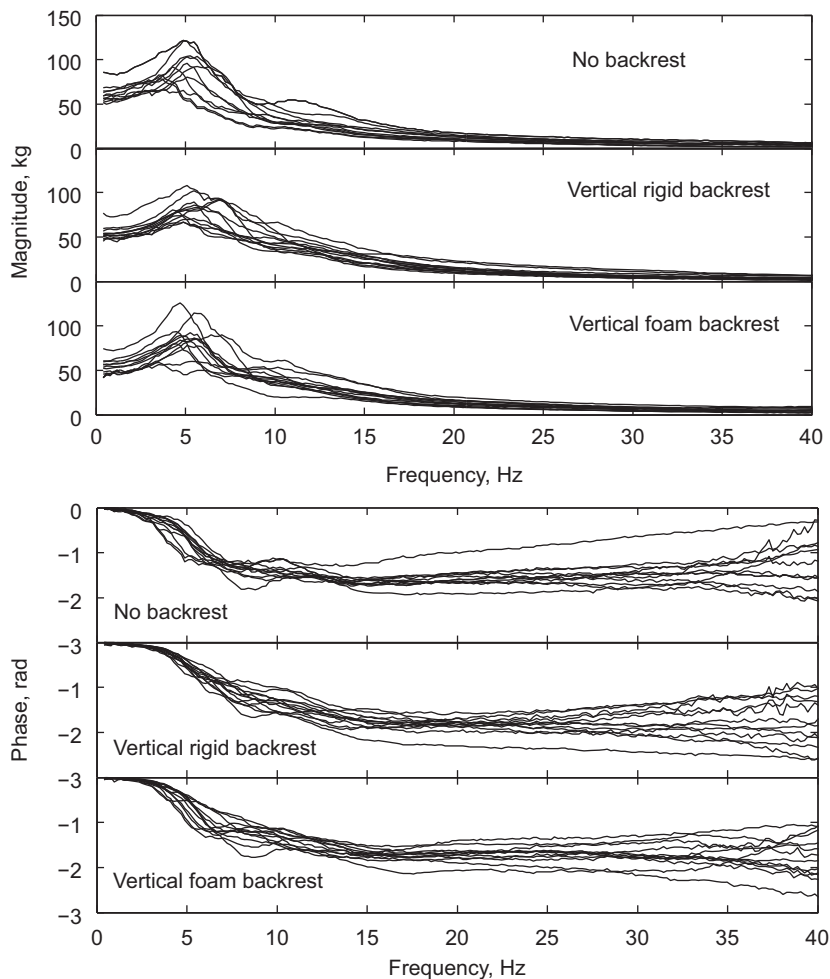 150
No backrest
100
50
0
Vertical rigid backrest
100
50
0
Vertical foam backrest
100
50
0
Magnitude, kg
0 5 10 15 20 25 30 35 40
Frequency, Hz
0
−1
−2
No backrest
−3
−1
−2
Vertical rigid backrest
−3
−1
−2
Vertical foam backrest
−3
Phase, rad
0 5 10 15 20 25 30 35 40
Frequency, Hz